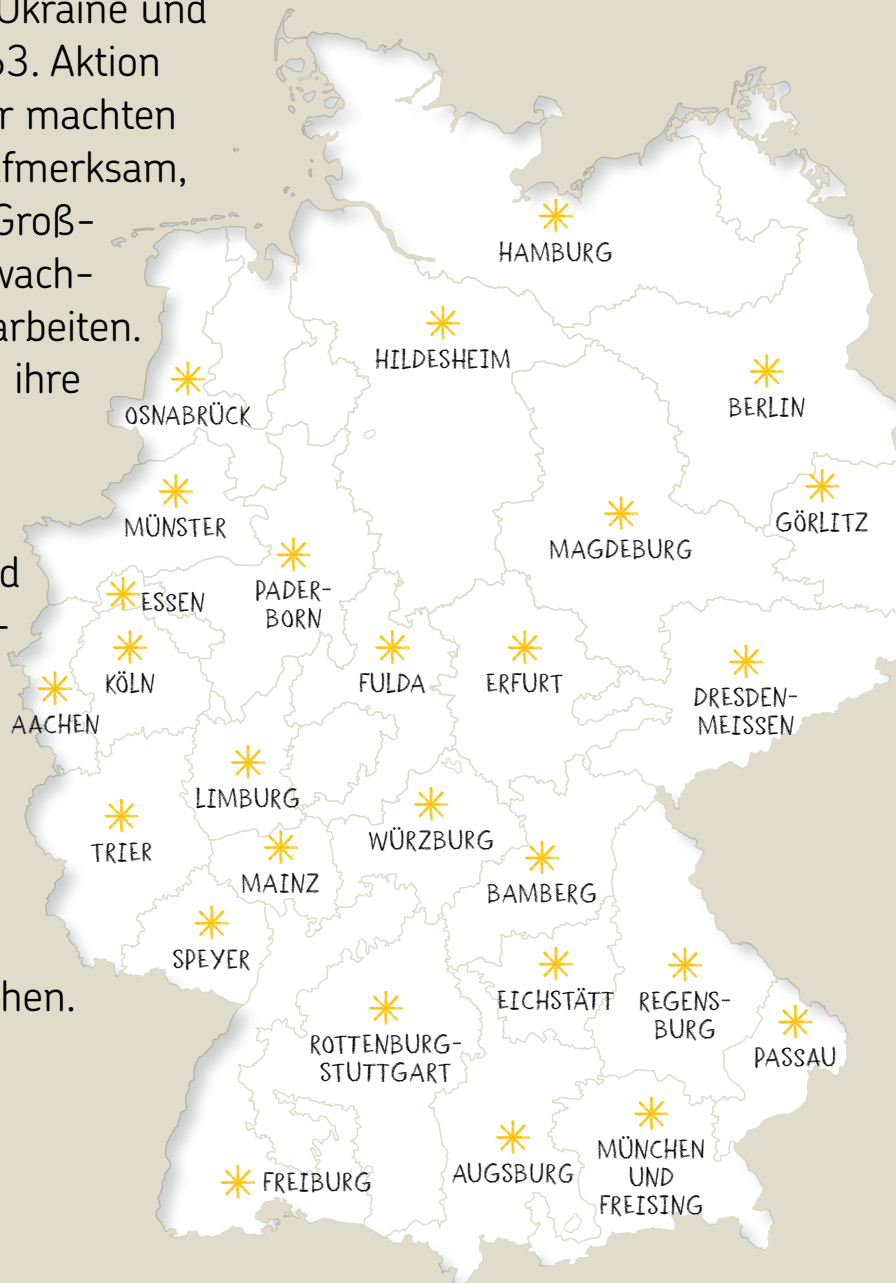 Ukraine und
63. Aktion
r machten
fmerksam,
Groß-
wach-
arbeiten.
ihre
d
-
hen.
HAMBURG
HILDESHEIM
OSNABRÜCK
BERLIN
MÜNSTER
GÖRLITZ
MAGDEBURG
ESSEN
PADER-
BORN
KÖLN
FULDA
ERFURT
AACHEN
DRESDEN-
MEISSEN
LIMBURG
TRIER
WÜRZBURG
MAINZ
BAMBERG
SPEYER
EICHSTÄTT
REGENS-
BURG
PASSAU
ROTTENBURG-
STUTTGART
MÜNCHEN
UND
FREISING
AUGSBURG
FREIBURG